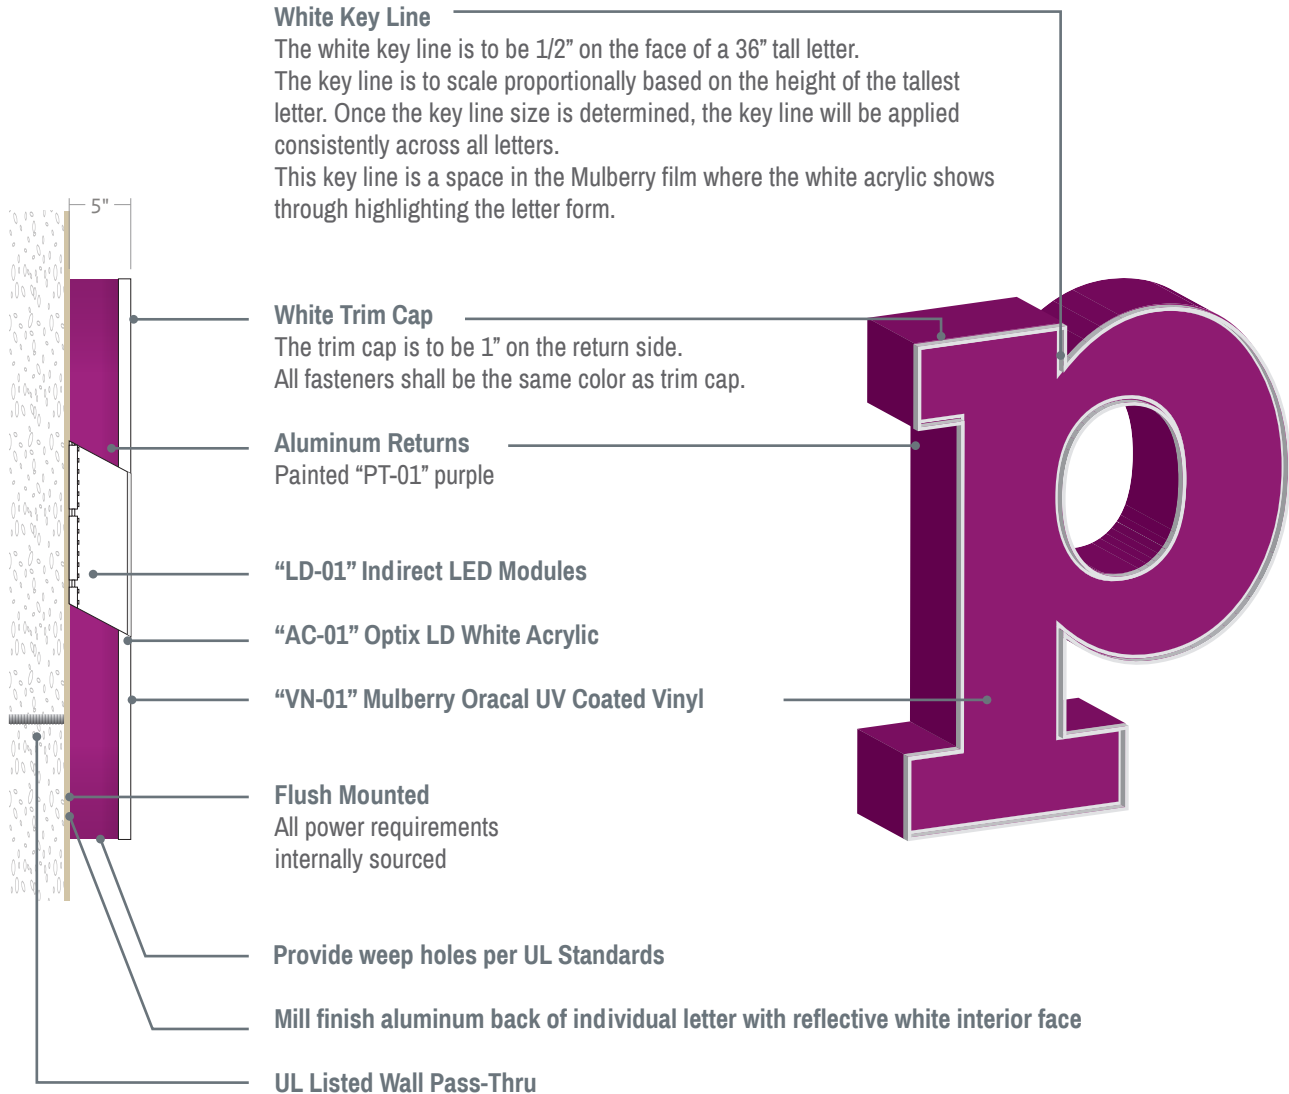 White Key Line
The white key line is to be 1/2” on the face of a 36” tall letter.
The key line is to scale proportionally based on the height of the tallest
letter. Once the key line size is determined, the key line will be applied
consistently across all letters.
This key line is a space in the Mulberry film where the white acrylic shows
through highlighting the letter form.
5"
White Trim Cap
The trim cap is to be 1” on the return side.
All fasteners shall be the same color as trim cap.
Aluminum Returns
Painted “PT-01” purple
“LD-01” Indirect LED Modules
“AC-01” Optix LD White Acrylic
“VN-01” Mulberry Oracal UV Coated Vinyl
Flush Mounted
All power requirements
internally sourced
Provide weep holes per UL Standards
Mill finish aluminum back of individual letter with reflective white interior face
UL Listed Wall Pass-Thru
p